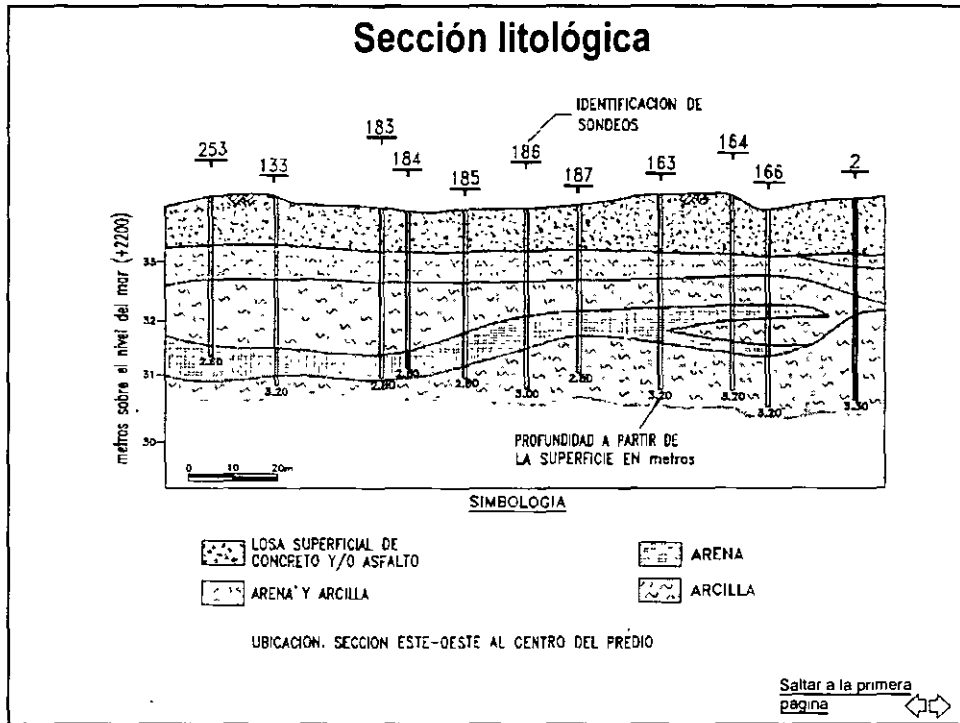 Sección litológica
IDENTIFICACION DE
SONDEOS
253
133
183
184
185
186
187
163
164
166
2
metros sobre el nivel del mar (+2200)
33
32
31
30
2.80
3.20
2.80
2.80
2.80
3.00
2.80
3.20
3.20
3.20
3.30
PROFUNDIDAD A PARTIR DE
LA SUPERFICIE EN metros
0 10 20m
SIMBOLOGIA
LOSA SUPERFICIAL DE
CONCRETO Y/O ASFALTO
ARENA Y ARCILLA
ARENA
ARCILLA
UBICACION. SECCION ESTE-OESTE AL CENTRO DEL PREDIO
Saltar a la primera
pagina